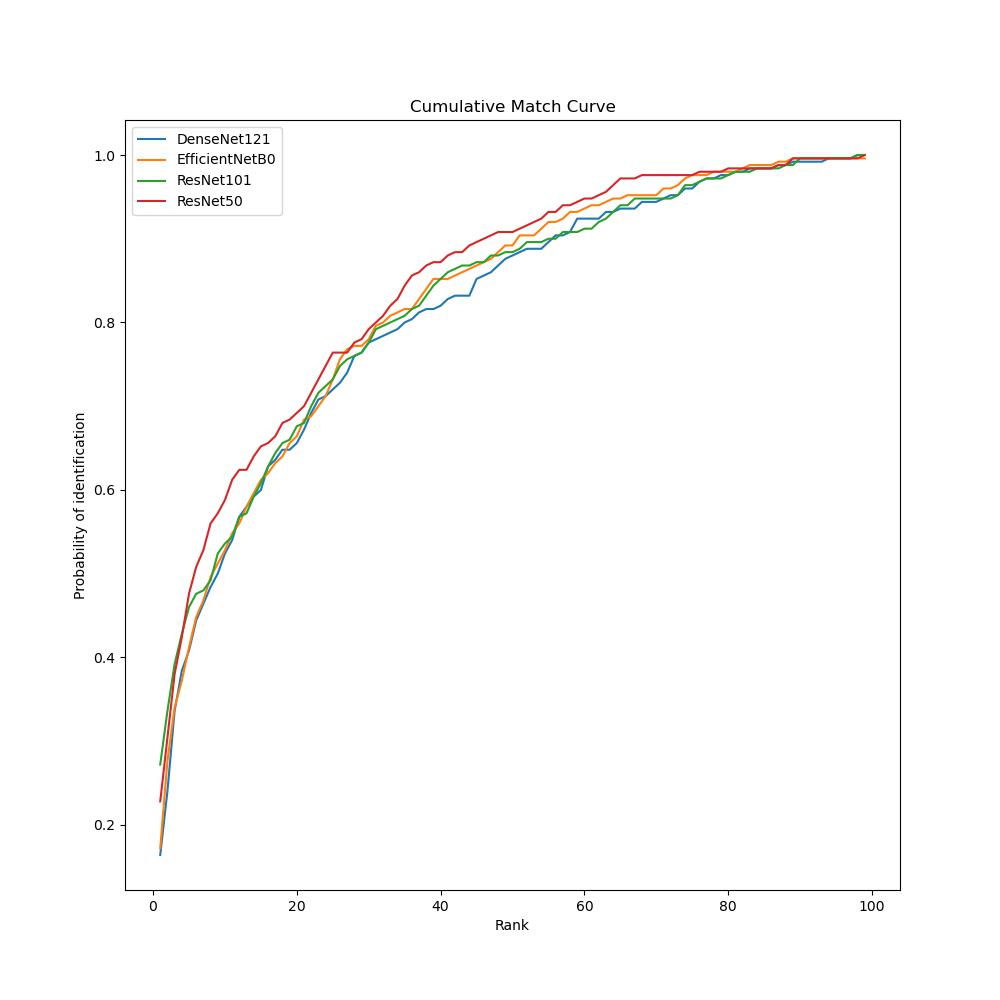 Cumulative Match Curve
DenseNet121
EfficientNetB0
ResNet101
ResNet50
1.0
0.8
0.6
0.4
0.2
Probability of identification
0
20
40
60
80
100
Rank